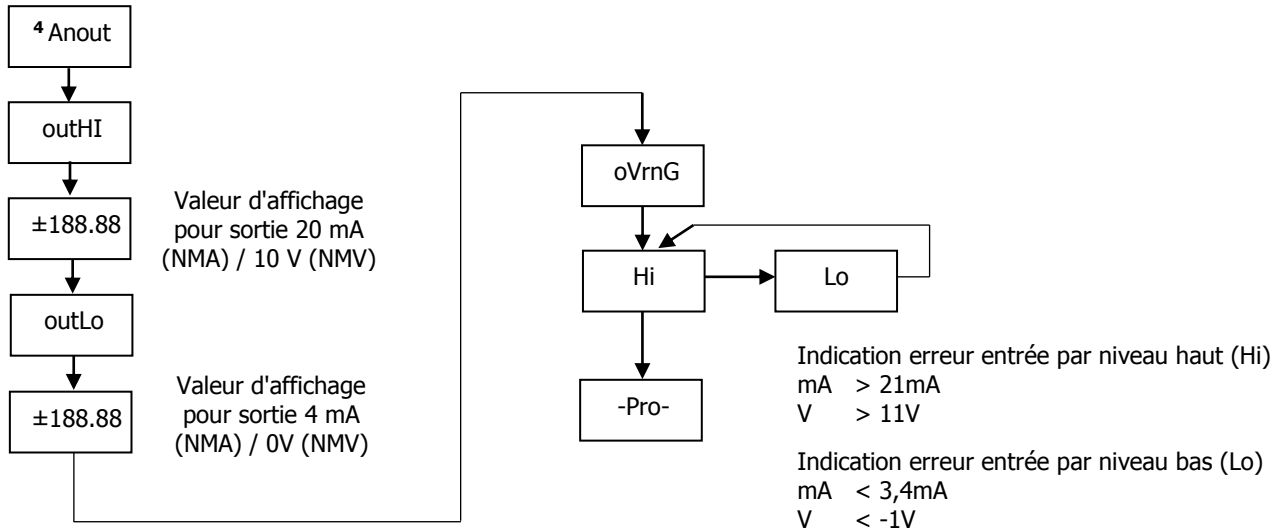 ⁴ Anout
outHI
±188.88
Valeur d'affichage
pour sortie 20 mA
(NMA) / 10 V (NMV)
outLo
±188.88
Valeur d'affichage
pour sortie 4 mA
(NMA) / 0V (NMV)
oVrnG
Hi
Lo
-Pro-
Indication erreur entrée par niveau haut (Hi)
mA > 21mA
V > 11V
Indication erreur entrée par niveau bas (Lo)
mA < 3,4mA
V < -1V